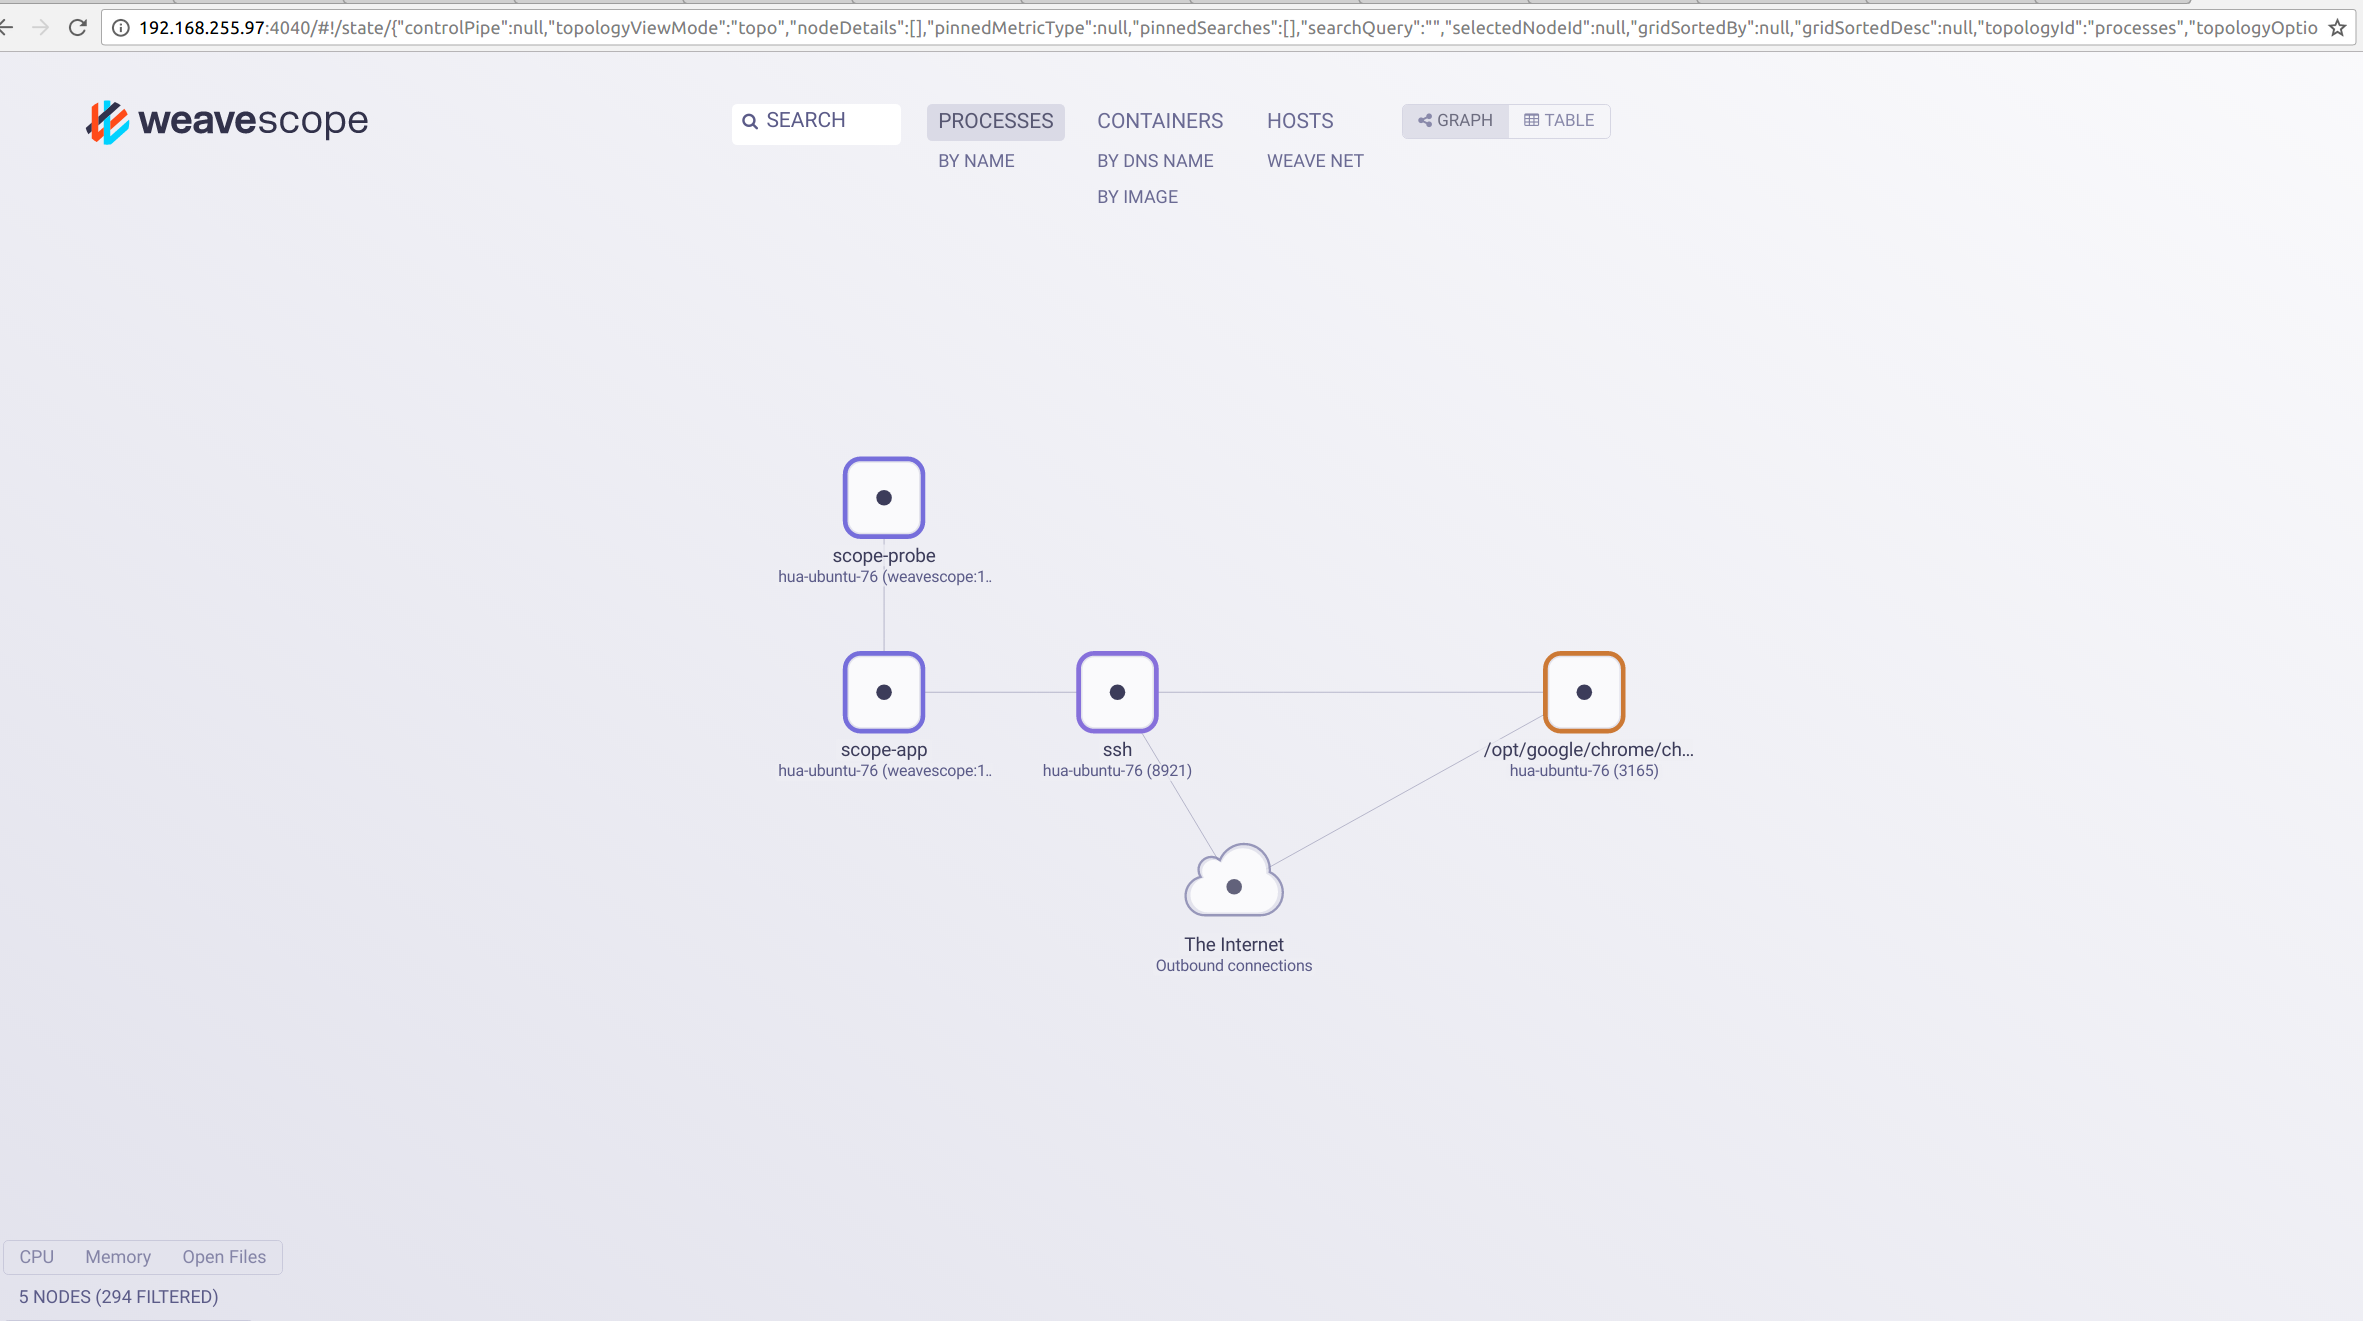 192.168.255.97:4040/#!/state/{"controlPipe":null,"topologyViewMode":"topo","nodeDetails":[],"pinnedMetricType":null,"pinnedSearches":[],"searchQuery":"","selectedNodeId":null,"gridSortedBy":null,"gridSortedDesc":null,"topologyId":"processes","topologyOptio
weavescope
SEARCH
PROCESSES
BY NAME
CONTAINERS
BY DNS NAME
BY IMAGE
HOSTS
WEAVE NET
GRAPH
TABLE
scope-probe
hua-ubuntu-76 (weavescope:1..
scope-app
hua-ubuntu-76 (weavescope:1..
ssh
hua-ubuntu-76 (8921)
/opt/google/chrome/ch...
hua-ubuntu-76 (3165)
The Internet
Outbound connections
CPU Memory Open Files
5 NODES (294 FILTERED)